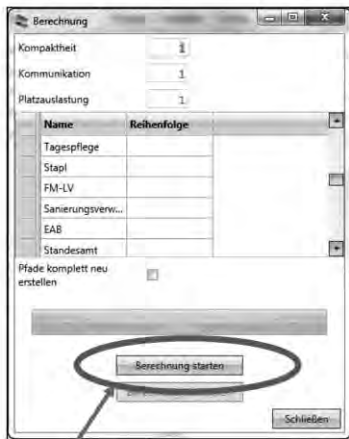 Berechnung
Kompaktheit 1
Kommunikation 1
Platzauslastung 1
Name Reihenfolge
Tagespflege
Stapl
FM-LV
Sanierungsverw...
EAB
Standesamt
Pfade komplett neu
erstellen
Berechnung starten
Schließen